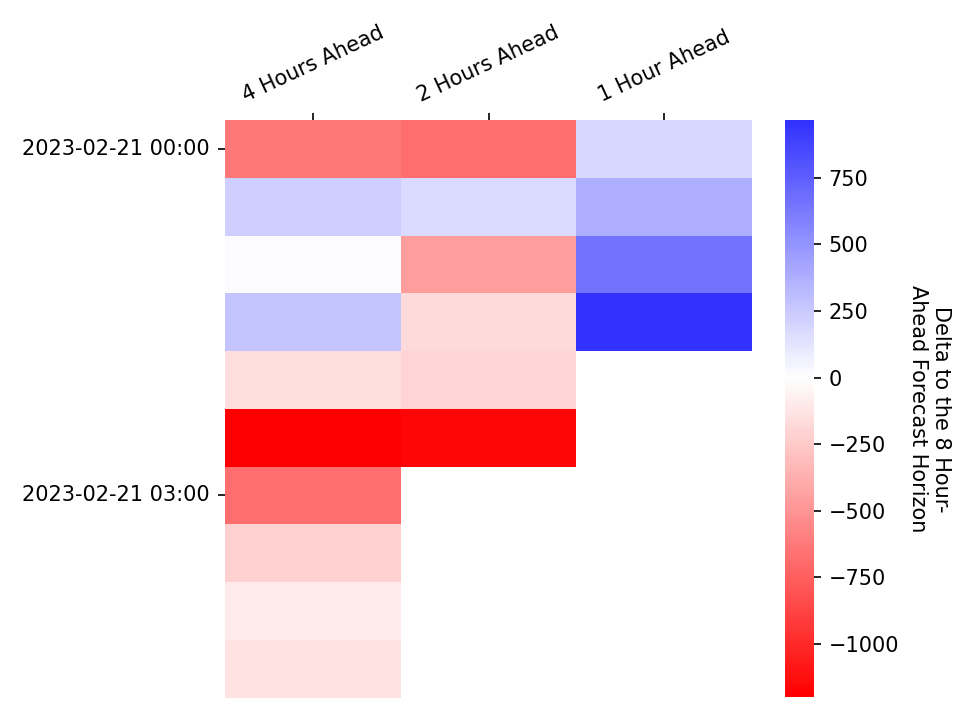 4 Hours Ahead
2 Hours Ahead
1 Hour Ahead
2023-02-21 00:00
2023-02-21 03:00
750
500
250
0
−250
−500
−750
−1000
Delta to the 8 Hour-
Ahead Forecast Horizon